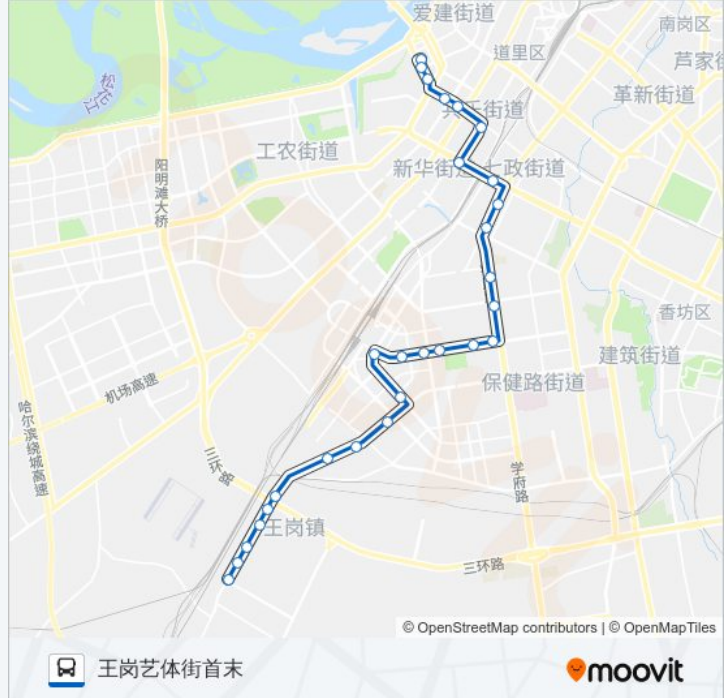 爱建街道
南岗区
道里区
芦家街
松花江
革新街道
共乐街道
工农街道
阳明滩大桥
新华街道
七政街道
香坊区
建筑街道
机场高速
保健路街道
哈尔滨绕城高速
三环路
学府路
王岗镇
三环路
© OpenStreetMap contributors | © OpenMapTiles
王岗艺体街首末
moovit